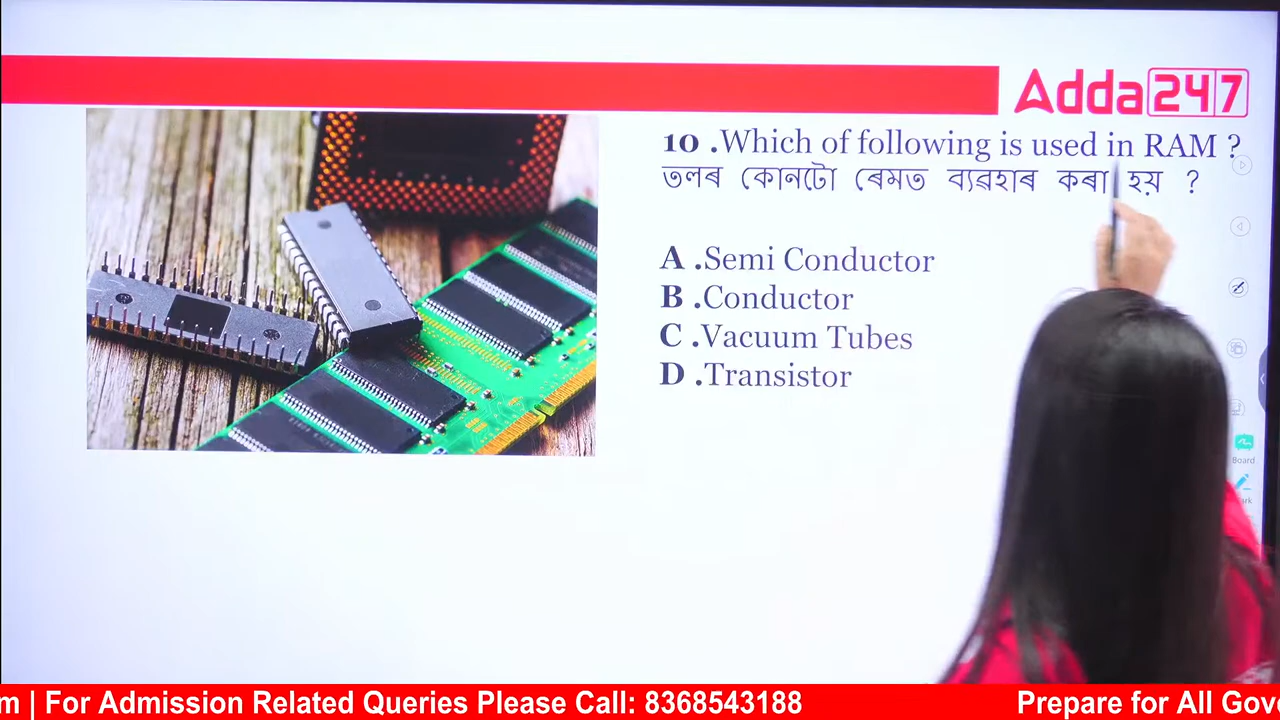 Adda247
10 .Which of following is used in RAM ?
তলৰ কোনটো ৰেমত ব্যৱহাৰ কৰা হয় ?
A .Semi Conductor
B .Conductor
C .Vacuum Tubes
D .Transistor
Board
m | For Admission Related Queries Please Call: 8368543188
Prepare for All Gov